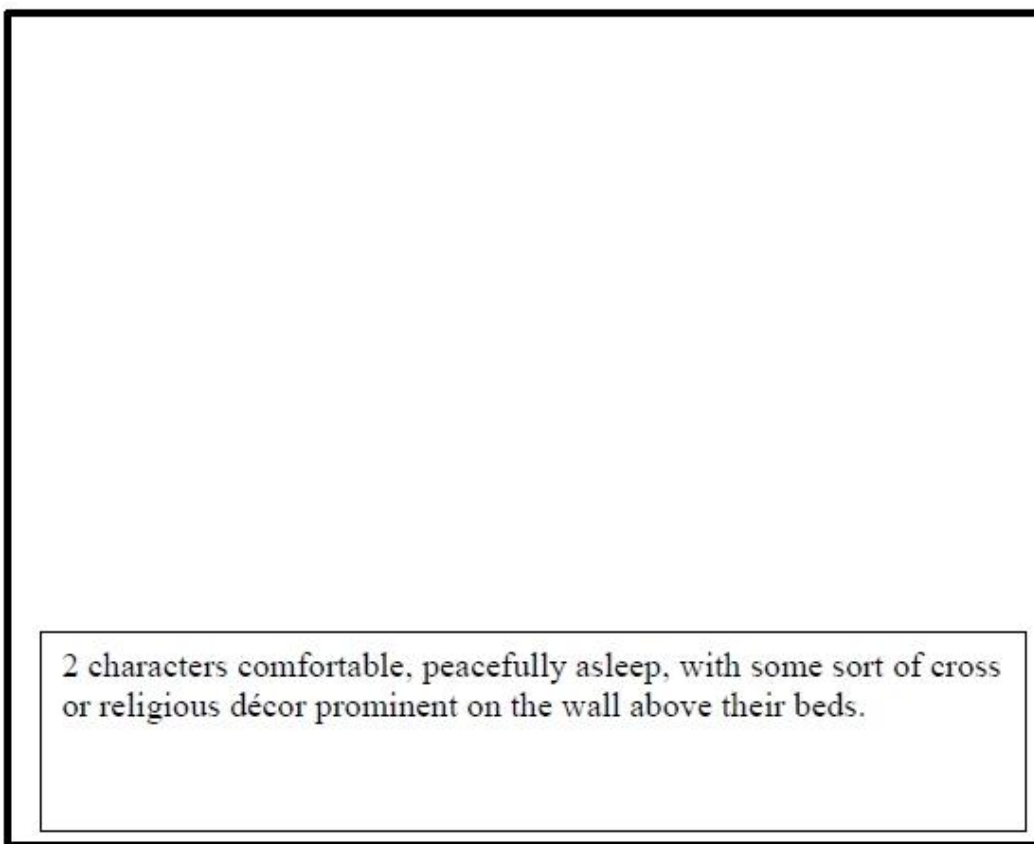 2 characters comfortable, peacefully asleep, with some sort of cross
or religious décor prominent on the wall above their beds.